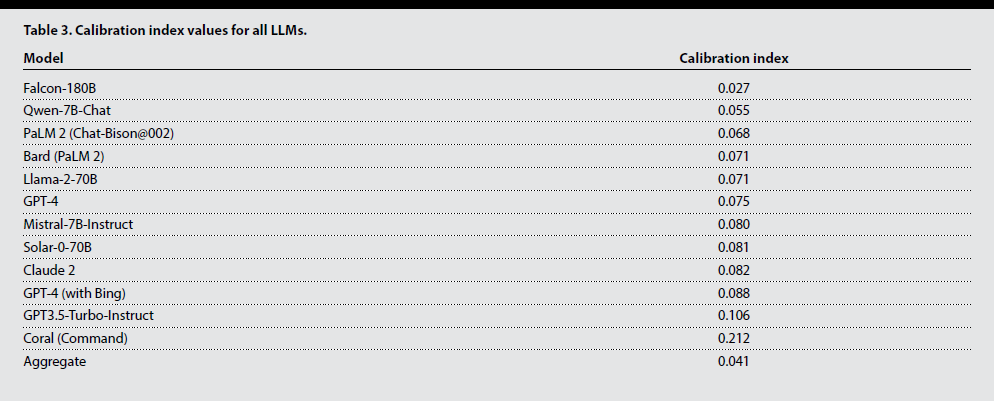 Table 3. Calibration index values for all LLMs.
Model Calibration index
Falcon-180B 0.027
Qwen-7B-Chat 0.055
PaLM 2 (Chat-Bison@002) 0.068
Bard (PaLM 2) 0.071
Llama-2-70B 0.071
GPT-4 0.075
Mistral-7B-Instruct 0.080
Solar-0-70B 0.081
Claude 2 0.082
GPT-4 (with Bing) 0.088
GPT3.5-Turbo-Instruct 0.106
Coral (Command) 0.212
Aggregate 0.041